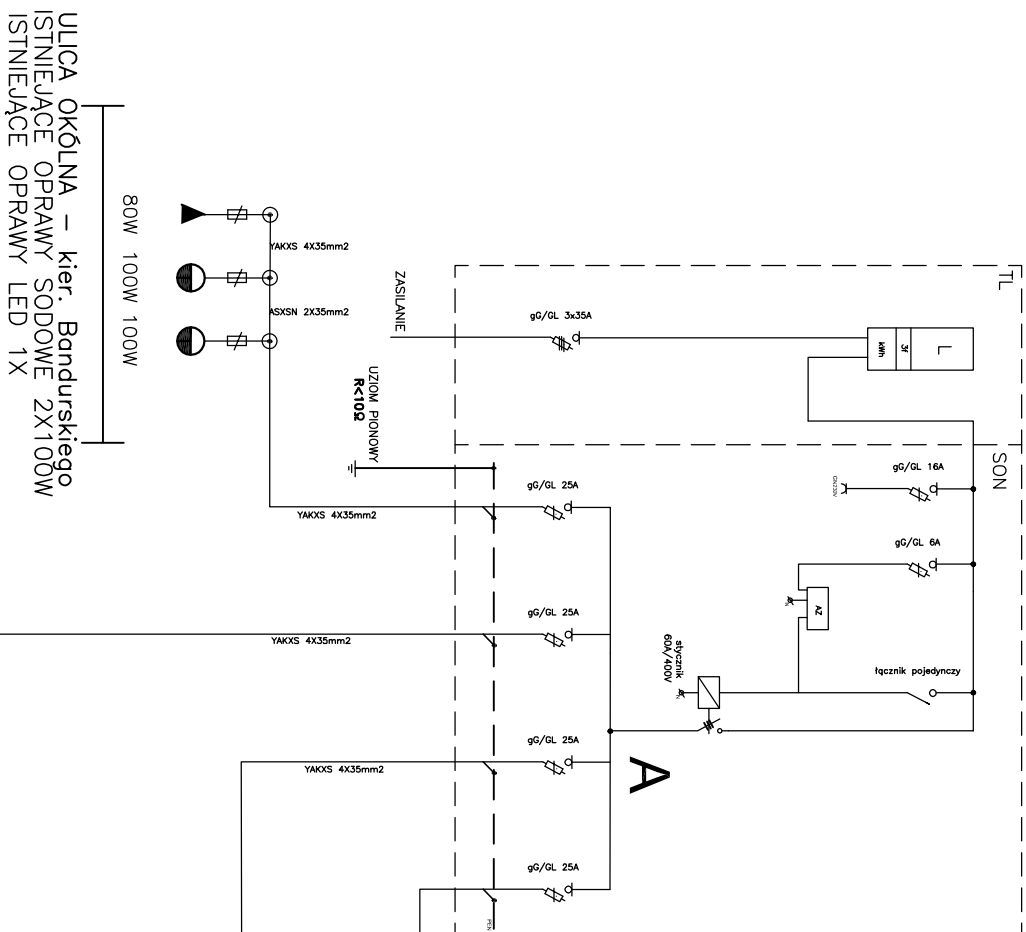 ULICA OKÓLNA – kier. Bandurskiego
ISTNIEJĄCE OPRAWY SODOWE 2X100W
ISTNIEJĄCE OPRAWY LED 1X
80W 100W 100W
YAKXS 4X35mm2
ASXSN 2X35mm2
ZASILANIE
UZIOM PIONOWY
R<10Ω
TL
gG/GL 3x35A
L
3f
kWh
SON
gG/GL 16A
gG/GL 6A
AZ
N
łącznik pojedynczy
stycznik
60A/400V
N
A
gG/GL 25A
YAKXS 4X35mm2
gG/GL 25A
YAKXS 4X35mm2
gG/GL 25A
YAKXS 4X35mm2
gG/GL 25A
PEN